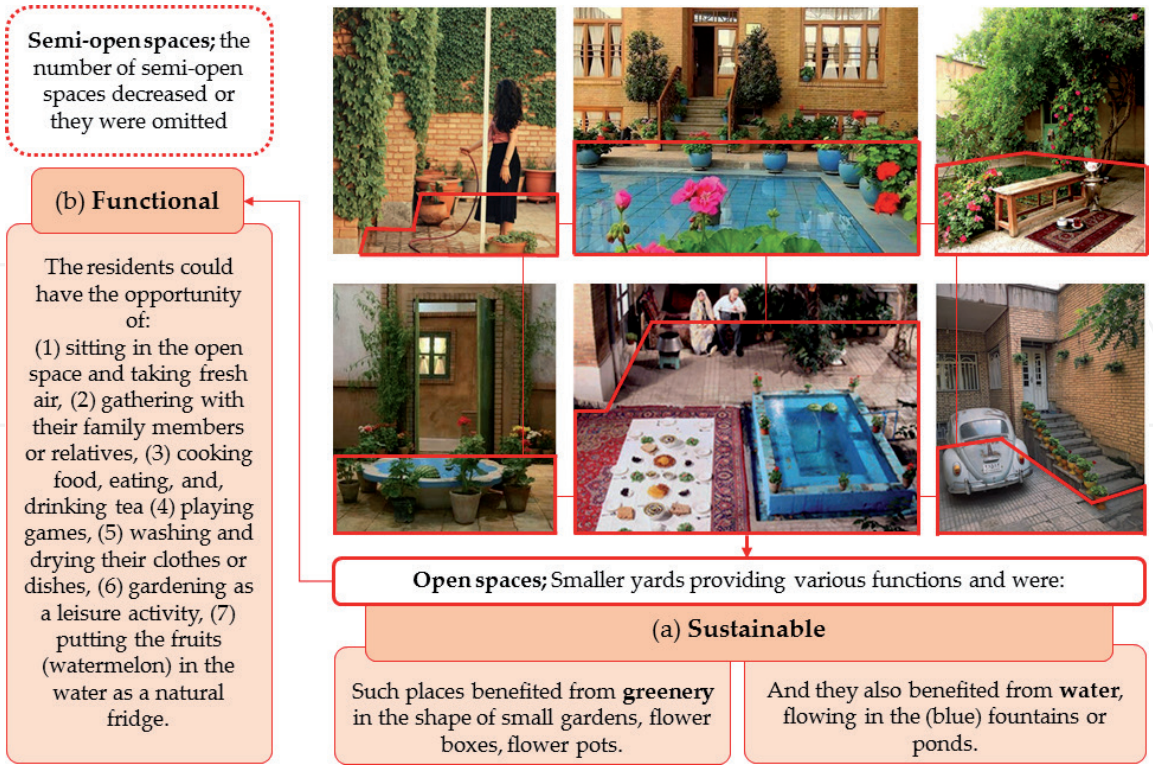 Semi-open spaces; the
number of semi-open
spaces decreased or
they were omitted
(b) Functional
The residents could
have the opportunity
of:
(1) sitting in the open
space and taking fresh
air, (2) gathering with
their family members
or relatives, (3) cooking
food, eating, and,
drinking tea (4) playing
games, (5) washing and
drying their clothes or
dishes, (6) gardening as
a leisure activity, (7)
putting the fruits
(watermelon) in the
water as a natural
fridge.
Open spaces; Smaller yards providing various functions and were:
(a) Sustainable
Such places benefited from greenery
in the shape of small gardens, flower
boxes, flower pots.
And they also benefited from water,
flowing in the (blue) fountains or
ponds.